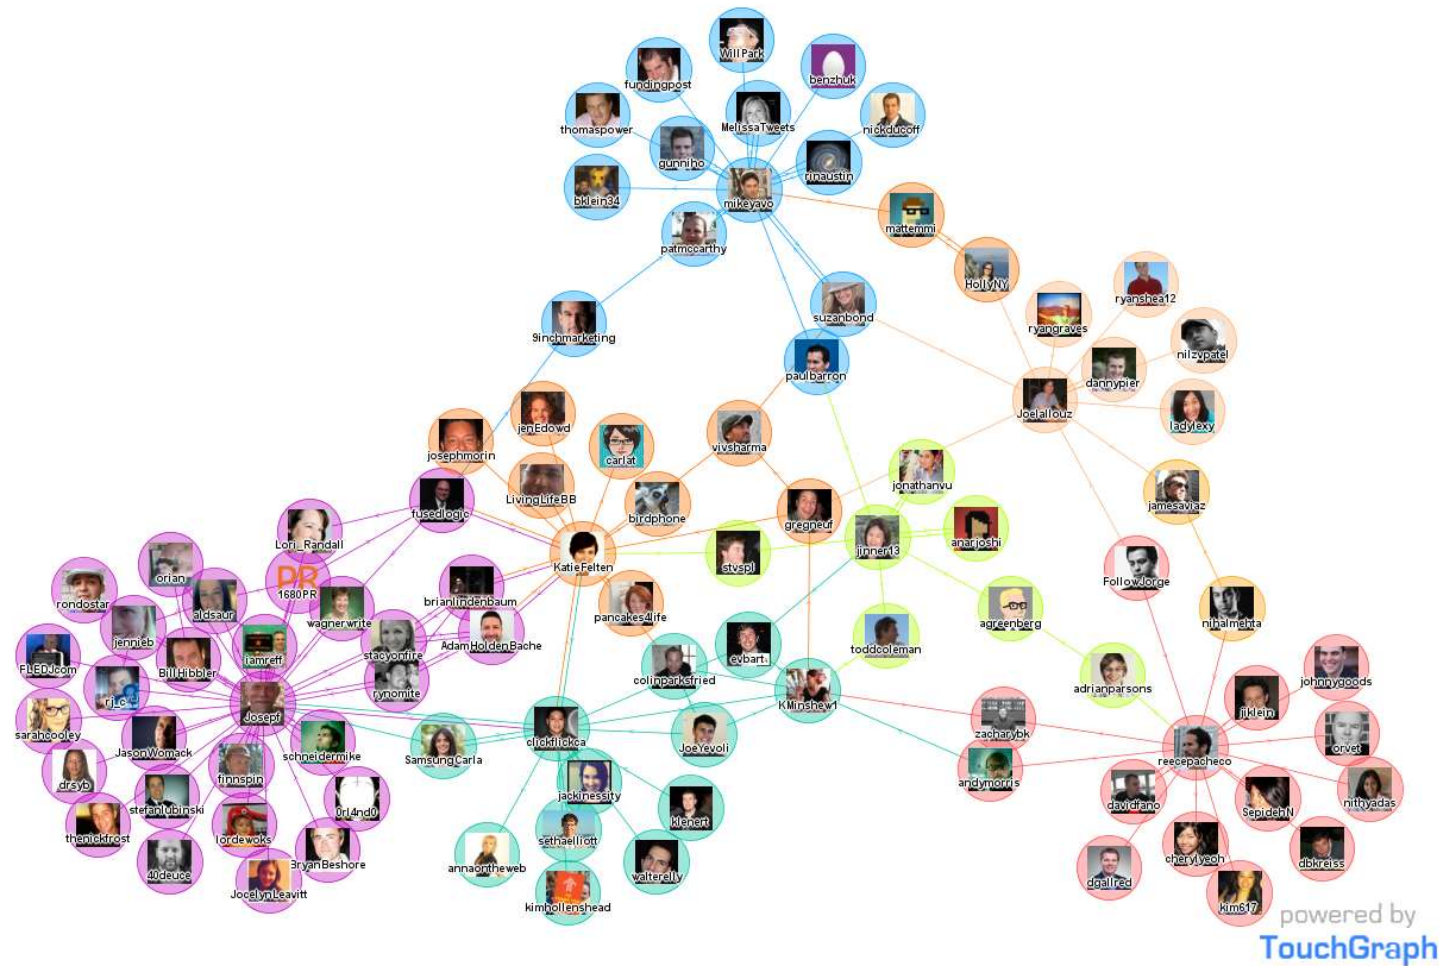 WillPark
fundingpost
benzhuk
thomaspower
MelissaTweets
nickducoff
gunniho
rinaustin
bklein34
mikeyavo
mattemmi
patmccarthy
HollyNY
ryanshea12
suzanbond
ryangraves
9inchmarketing
nilzvpatel
paulbarron
dannypier
Joelallouz
ladylexy
jenEdowd
josephmorin
carlat
vivsharma
jonathanvu
LivingLifeBB
jamesaviaz
fusedlogic
birdphone
gregneuf
Lori_Randall
jinner13
anarjoshi
KatieFelten
stvspl
FollowJorge
orian
PR
1680PR
rondostar
aldsaur
brianlindenbaum
wagnerwrite
pancakes4life
agreenberg
nihalmehta
jennieb
stacyonfire
AdamHoldenBache
toddcoleman
FLEDJcom
BillHibbler
iamreff
evbart
colinparksfried
rynomite
adrianparsons
johnnygoods
rj_c
Josepf
KMinshew1
jiklein
sarahcooley
clickflickca
zacharybk
JasonWomack
schneidermike
SamsungCarla
JoeYevoli
orvet
reecepacheco
drsyb
finnspin
andymorris
jackinessity
davidfano
SepidehN
nithyadas
stefanlubinski
0rl4nd0
klenert
thenickfrost
lordewoks
sethaelliott
cherylyeoh
dbkreiss
BryanBeshore
annaontheweb
walterelly
40deuce
dgallred
JocelynLeavitt
kimhollenshead
kim617
powered by
TouchGraph